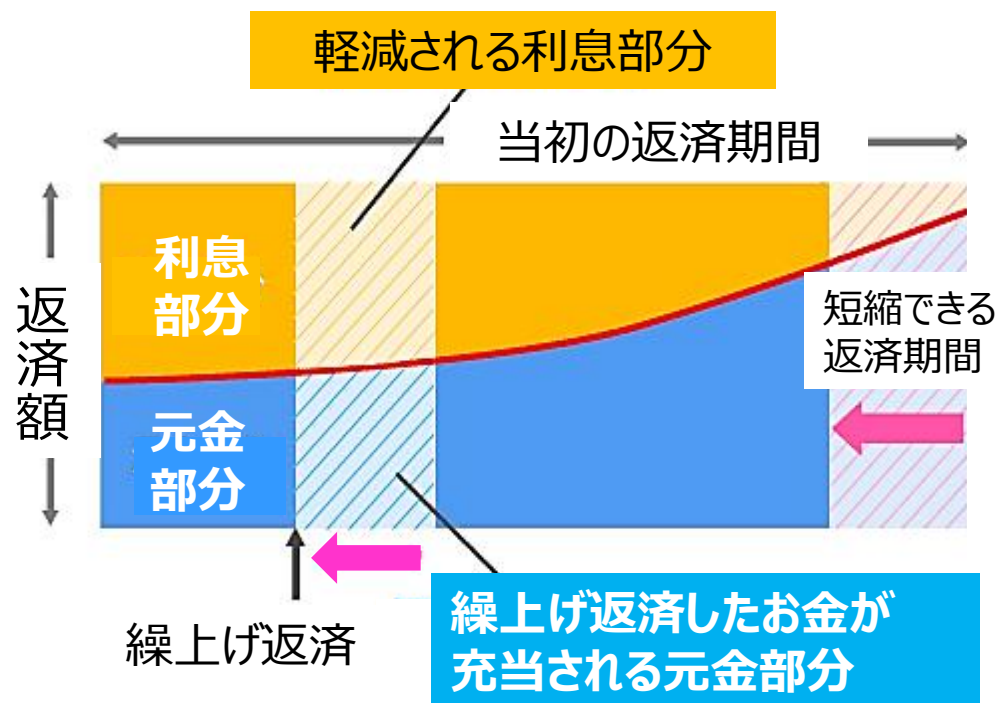 軽減される利息部分
当初の返済期間
返済額
利息
部分
短縮できる
返済期間
元金
部分
繰上げ返済
繰上げ返済したお金が
充当される元金部分